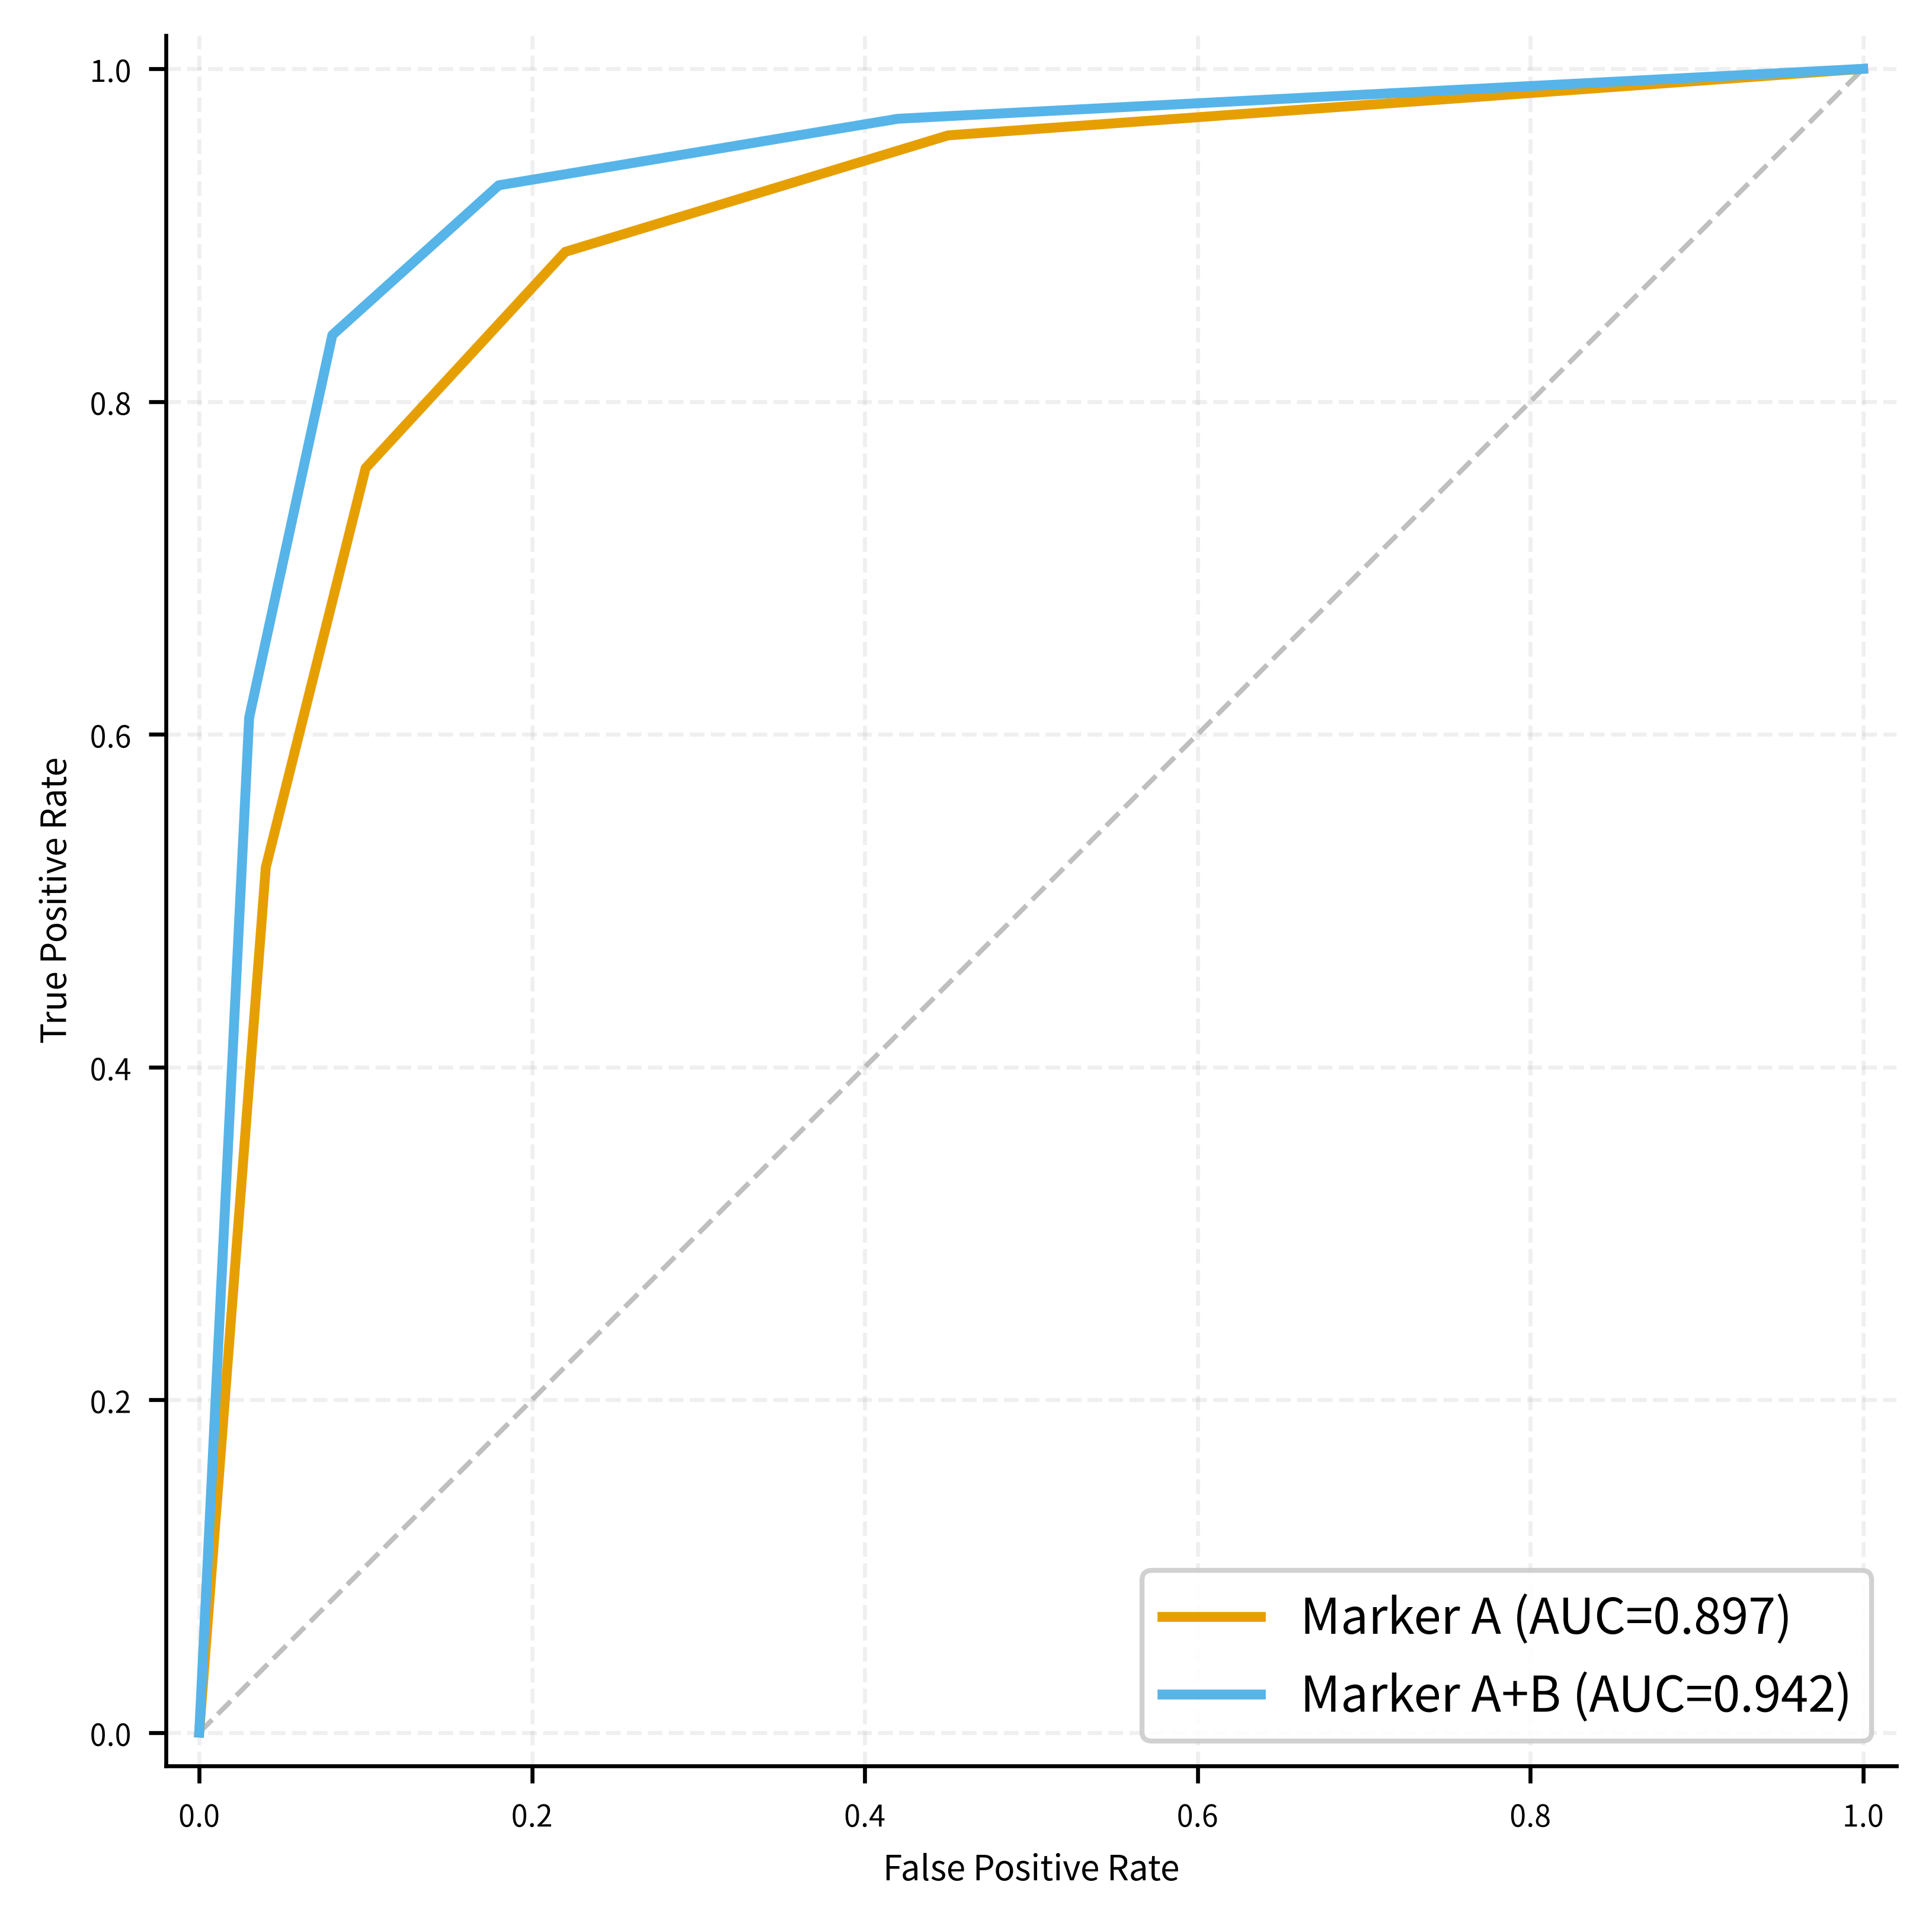 1.0
0.8
0.6
0.4
0.2
0.0
True Positive Rate
0.0 0.2 0.4 0.6 0.8 1.0
False Positive Rate
Marker A (AUC=0.897)
Marker A+B (AUC=0.942)